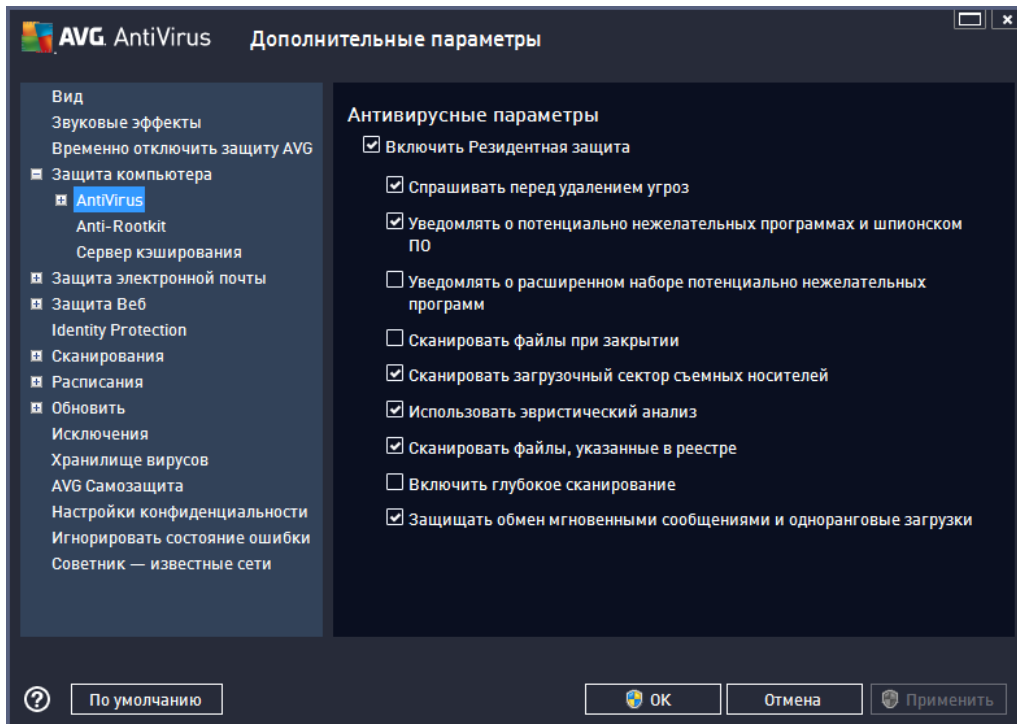 AVG. AntiVirus
Дополнительные параметры
Вид
Звуковые эффекты
Временно отключить защиту AVG
Защита компьютера
AntiVirus
Anti-Rootkit
Сервер кэширования
Защита электронной почты
Защита Веб
Identity Protection
Сканирования
Расписания
Обновить
Исключения
Хранилище вирусов
AVG Самозащита
Настройки конфиденциальности
Игнорировать состояние ошибки
Советник — известные сети
Антивирусные параметры
Включить Резидентная защита
Спрашивать перед удалением угроз
Уведомлять о потенциально нежелательных программах и шпионском
ПО
Уведомлять о расширенном наборе потенциально нежелательных
программ
Сканировать файлы при закрытии
Сканировать загрузочный сектор съемных носителей
Использовать эвристический анализ
Сканировать файлы, указанные в реестре
Включить глубокое сканирование
Защищать обмен мгновенными сообщениями и одноранговые загрузки
?
По умолчанию
ОК
Отмена
Применить